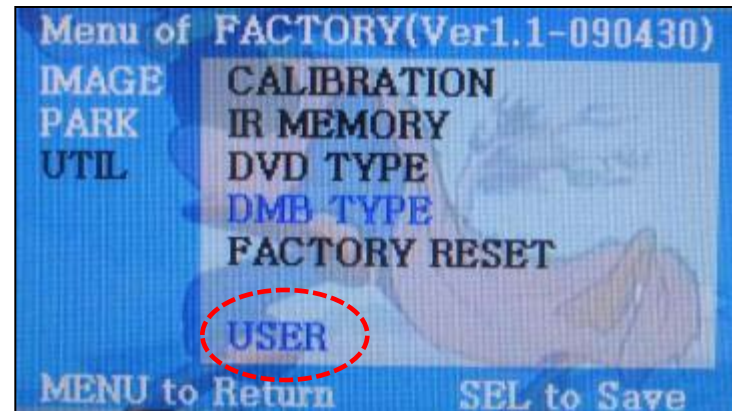 Menu of FACTORY(Ver1.1-090430)
IMAGE
PARK
UTIL
CALIBRATION
IR MEMORY
DVD TYPE
DMB TYPE
FACTORY RESET
USER
MENU to Return SEL to Save